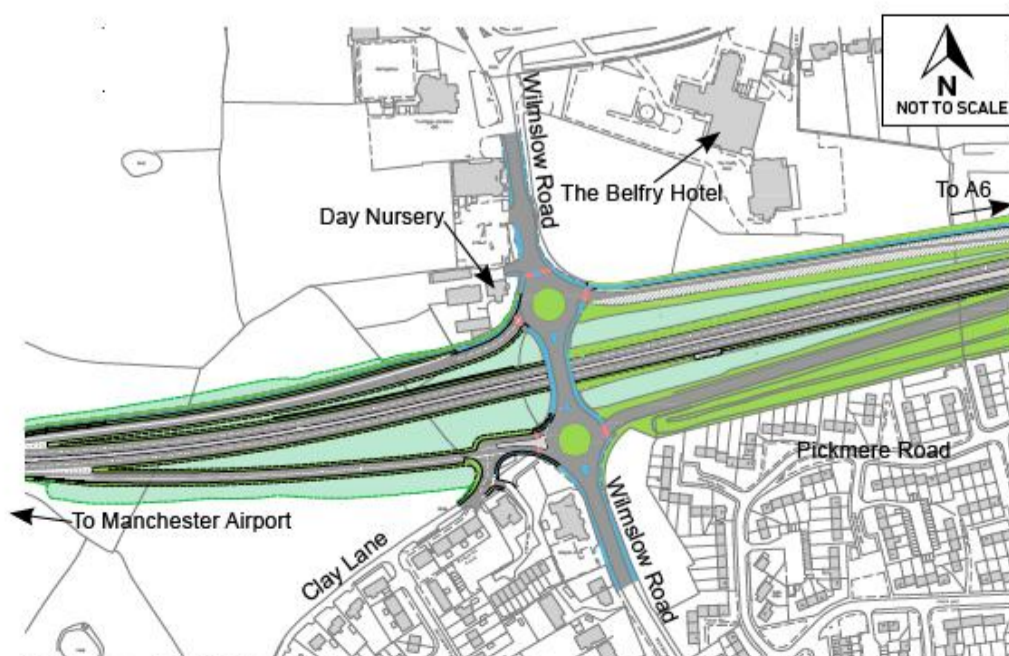 N
NOT TO SCALE
Wilmslow Road
The Belfry Hotel
To A6
Day Nursery
Pickmere Road
To Manchester Airport
Clay Lane
Wilmslow Road